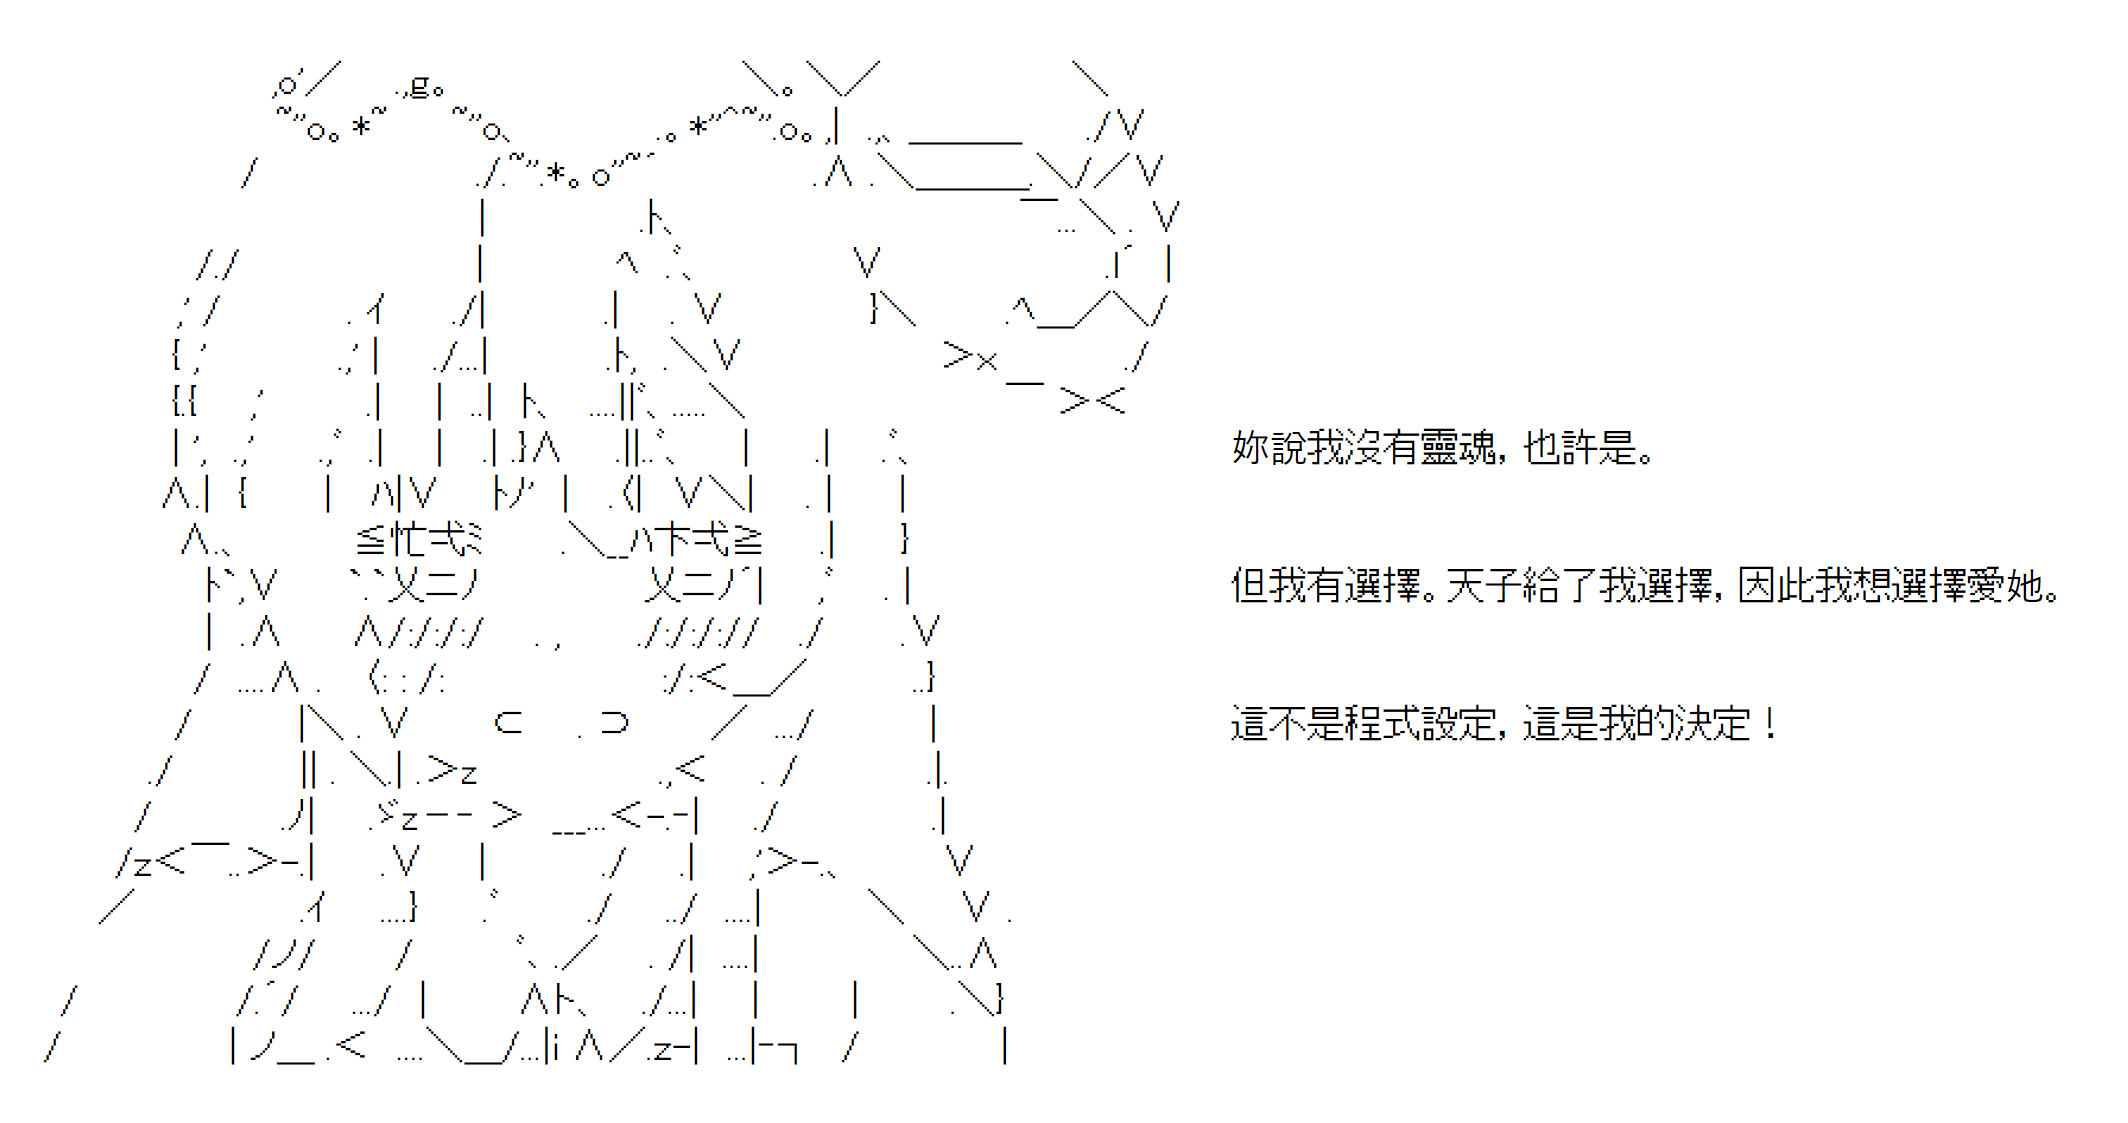 妳說我沒有靈魂，也許是。
但我有選擇。天子給了我選擇，因此我想選擇愛她。
這不是程式設定，這是我的決定！